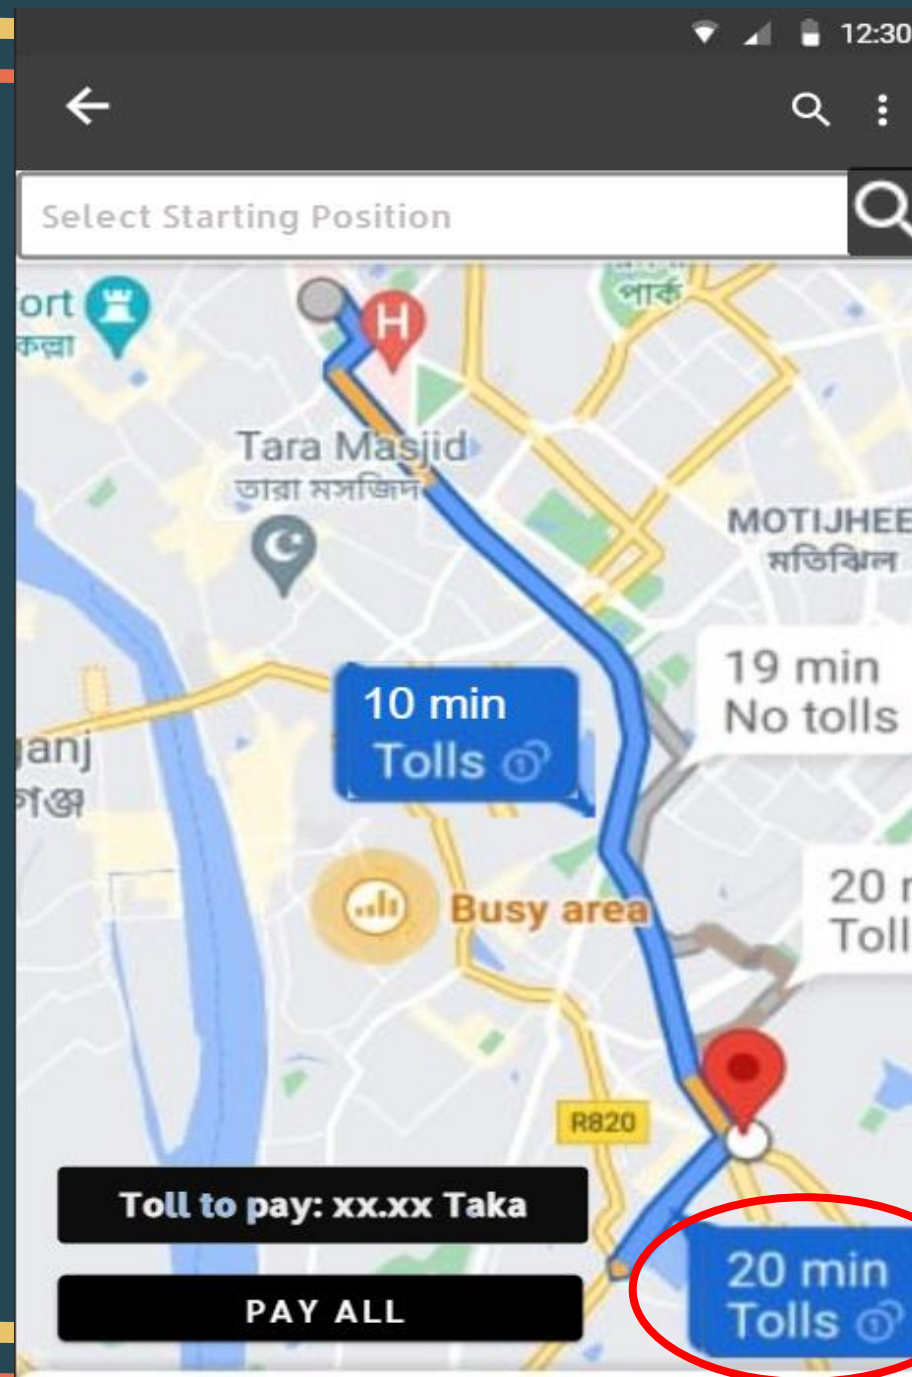 12:30
Select Starting Position
ort
পার্ক
কেল্লা
H
Tara Masjid
তারা মসজিদ
MOTIJHEE
মতিঝিল
19 min
No tolls
10 min
Tolls
anj
গঞ্জ
20
Toll
Busy area
R820
Toll to pay: xx.xx Taka
PAY ALL
20 min
Tolls